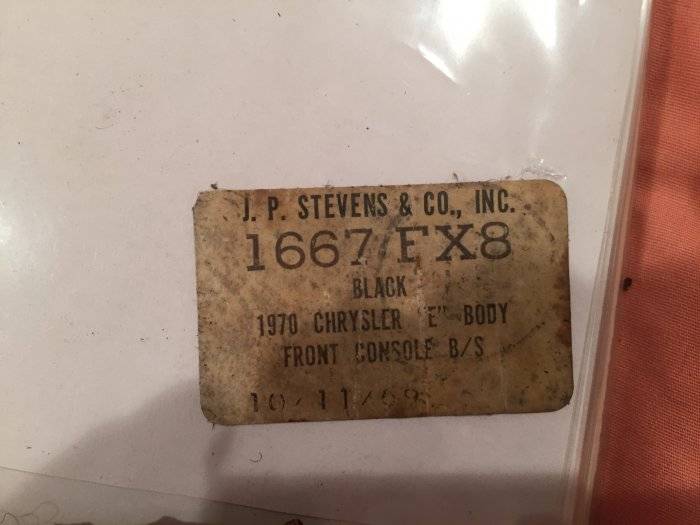 J. P. STEVENS & CO., INC.
1667 EX8
BLACK
1970 CHRYSLER "E" BODY
FRONT CONSOLE B/S
10/11/69